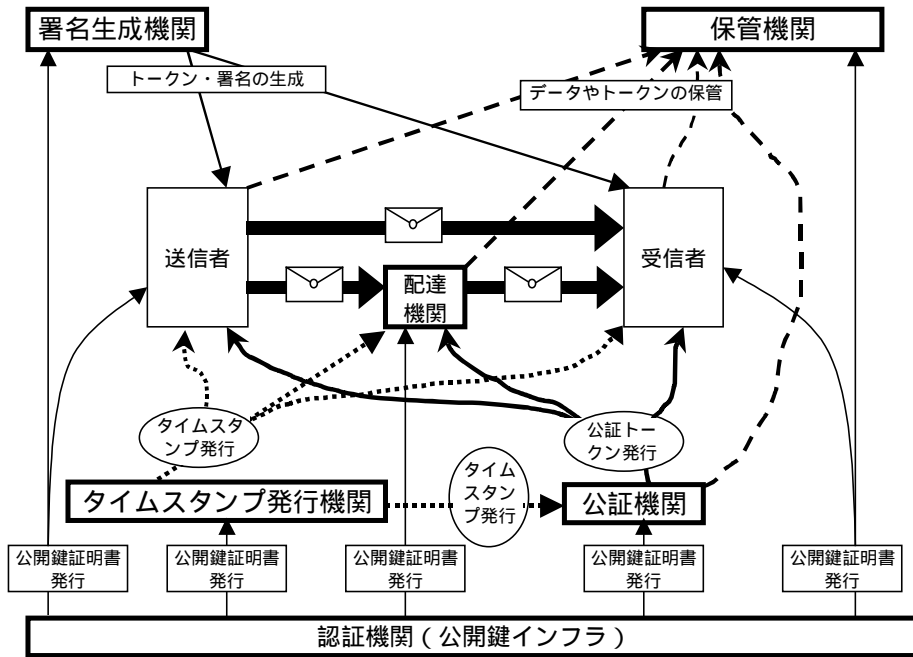 署名生成機関
保管機関
トークン・署名の生成
データやトークンの保管
送信者
配達
機関
受信者
タイムスタ
ンプ発行
公証トー
クン発行
タイム
スタン
プ発行
タイムスタンプ発行機関
公証機関
公開鍵証明書
発行
公開鍵証明書
発行
公開鍵証明書
発行
公開鍵証明書
発行
公開鍵証明書
発行
認証機関(公開鍵インフラ)